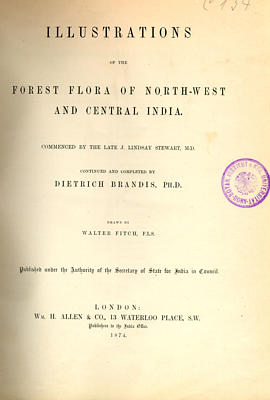 C 134
ILLUSTRATIONS
OF THE
FOREST FLORA OF NORTH-WEST
AND CENTRAL INDIA.
COMMENCED BY THE LATE J. LINDSAY STEWART, M.D.
CONTINUED AND COMPLETED BY
DIETRICH BRANDIS, PH.D.
DRAWN BY
WALTER FITCH, F.L.S.
Published under the Authority of the Secretary of State for India in Council.
LONDON:
WM. H. ALLEN & CO., 13 WATERLOO PLACE, S.W.
Publishers to the India Office.
1874.